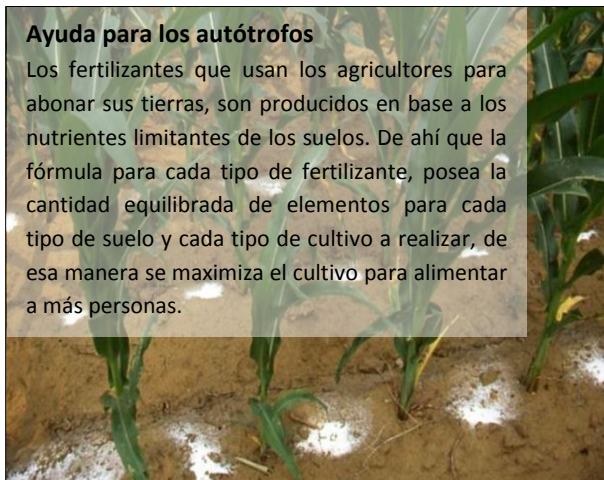 Ayuda para los autótrofos
Los fertilizantes que usan los agricultores para
abonar sus tierras, son producidos en base a los
nutrientes limitantes de los suelos. De ahí que la
fórmula para cada tipo de fertilizante, posea la
cantidad equilibrada de elementos para cada
tipo de suelo y cada tipo de cultivo a realizar, de
esa manera se maximiza el cultivo para alimentar
a más personas.